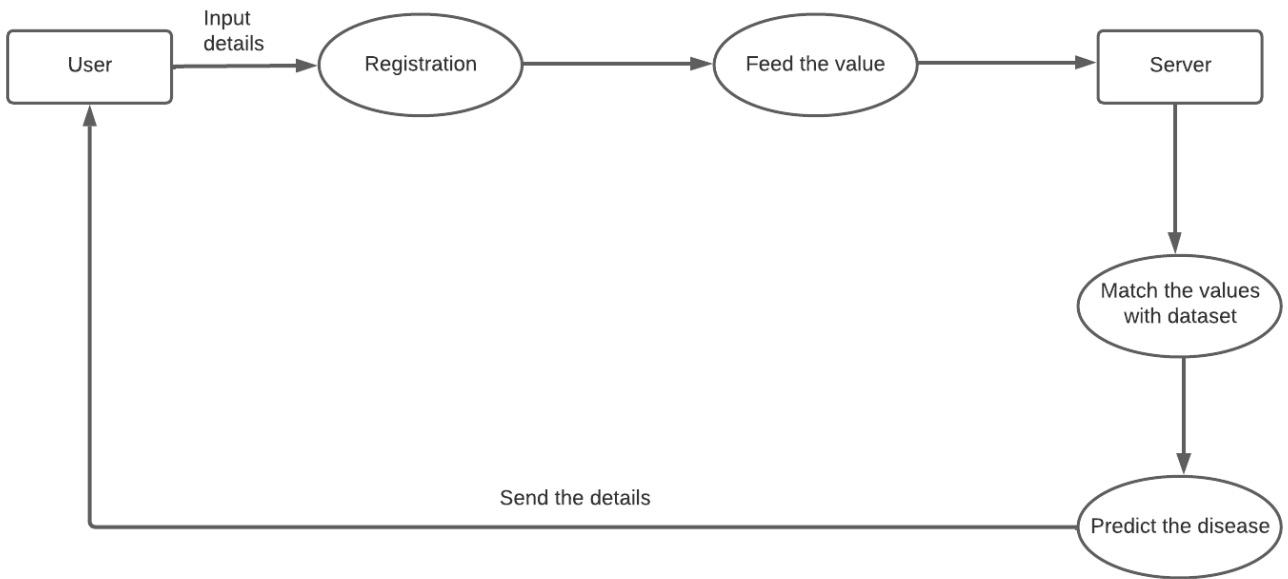 Input
details
User
Registration
Feed the value
Server
Match the values
with dataset
Send the details
Predict the disease